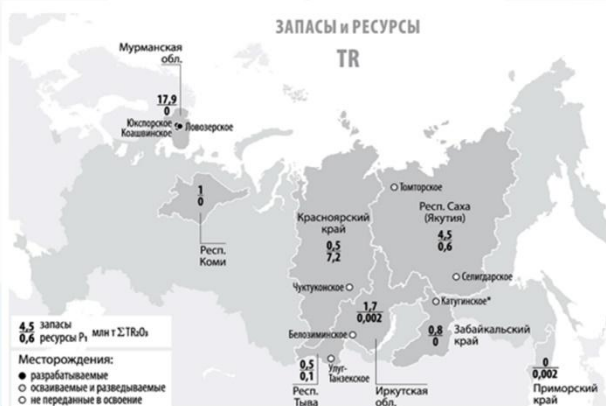 ЗАПАСЫ и РЕСУРСЫ
TR
Мурманская
обл.
17,9
0
Юкспорское
Коашвинское
Ловозерское
1
0
Респ.
Коми
Томторское
Красноярский
край
0,5
7,2
Респ. Саха
(Якутия)
4,5
0,6
Чуктуконское
Селигдарское
Катугинское*
1,7
0,002
Белозиминское
0,8
0
Забайкальский
край
0,5
0,1
Респ.
Тыва
Улуг-
Танзекское
Иркутская
обл.
0
0,002
Приморский
край
4,5 запасы
0,6 ресурсы P₁
млн т ΣTR₂O₃
Месторождения:
разрабатываемые
осваиваемые и разведываемые
не переданные в освоение